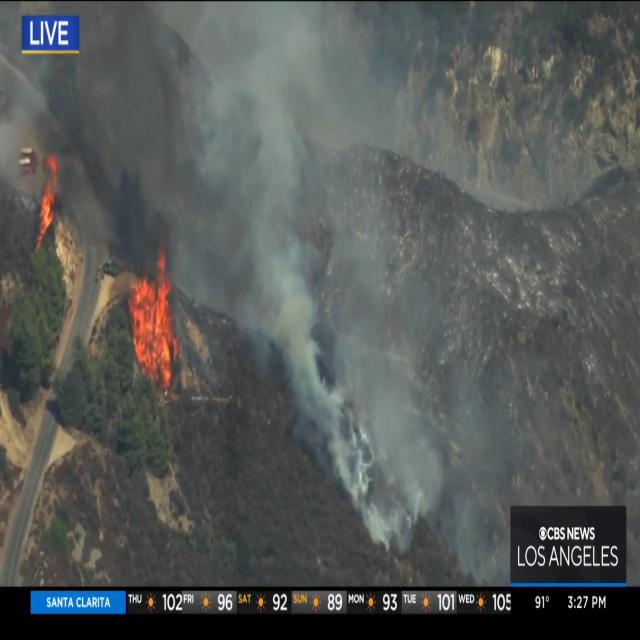 LIVE
CBS NEWS
LOS ANGELES
SANTA CLARITA THU 102 FRI 96 SAT 92 SUN 89 MON 93 TUE 101 WED 105 91° 3:27 PM